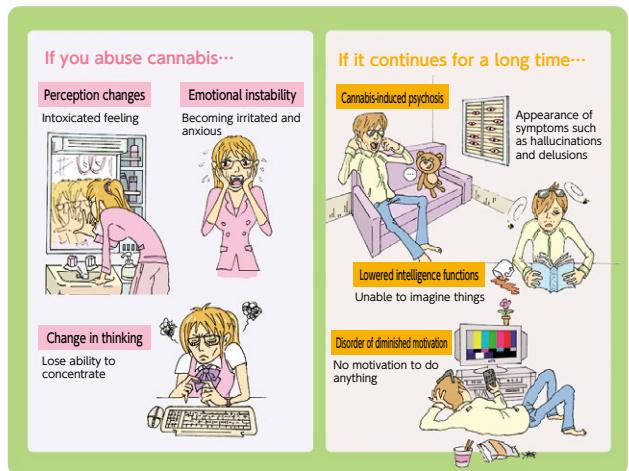 If you abuse cannabis…
Perception changes
Intoxicated feeling
Emotional instability
Becoming irritated and
anxious
Change in thinking
Lose ability to
concentrate
If it continues for a long time…
Cannabis-induced psychosis
Appearance of
symptoms such
as hallucinations
and delusions
Lowered intelligence functions
Unable to imagine things
Disorder of diminished motivation
No motivation to do
anything